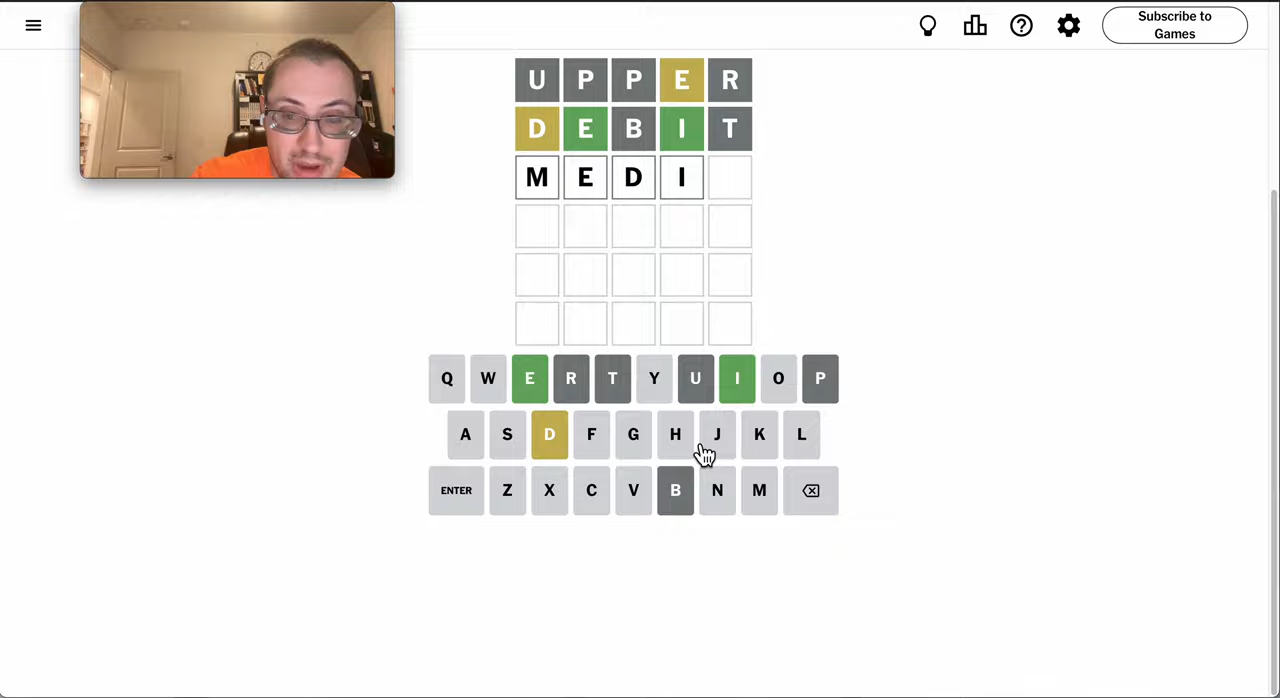 Subscribe to
Games
U P P E R
D E B I T
M E D I
Q W E R T Y U I O P
A S D F G H J K L
ENTER Z X C V B N M